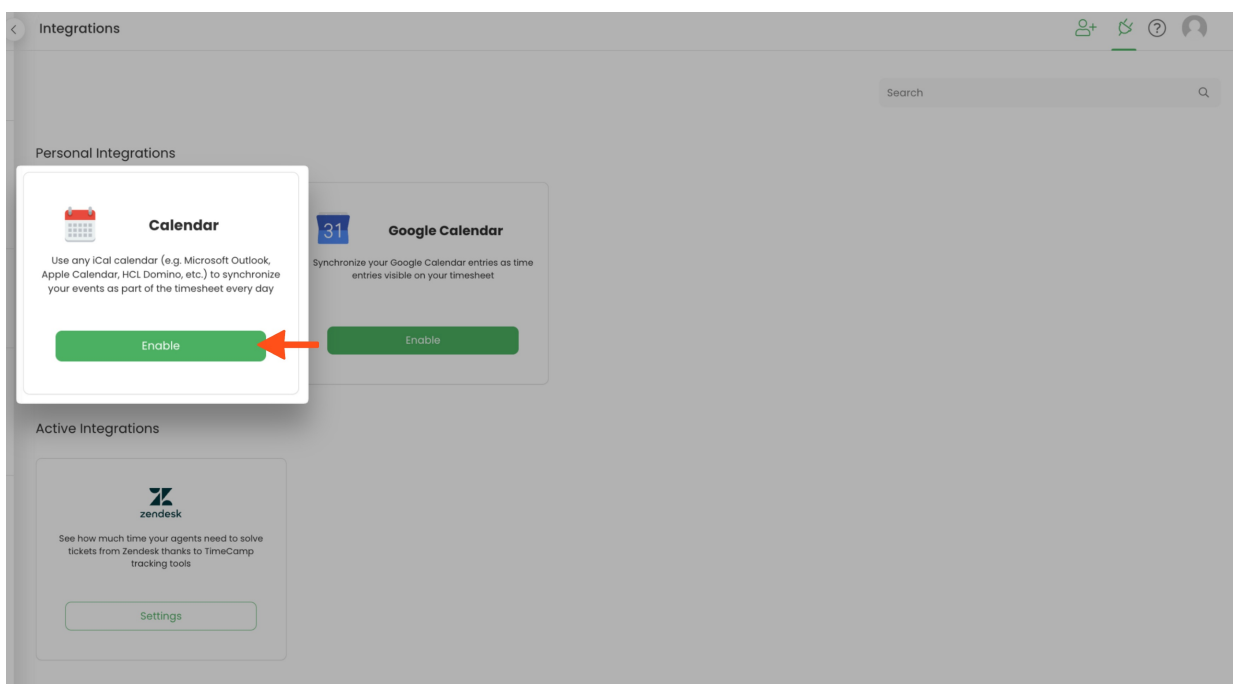 Integrations
Search
Personal Integrations
Calendar
Use any iCal calendar (e.g. Microsoft Outlook,
Apple Calendar, HCL Domino, etc.) to synchronize
your events as part of the timesheet every day
Enable
31
Google Calendar
Synchronize your Google Calendar entries as time
entries visible on your timesheet
Enable
Active Integrations
zendesk
See how much time your agents need to solve
tickets from Zendesk thanks to TimeCamp
tracking tools
Settings